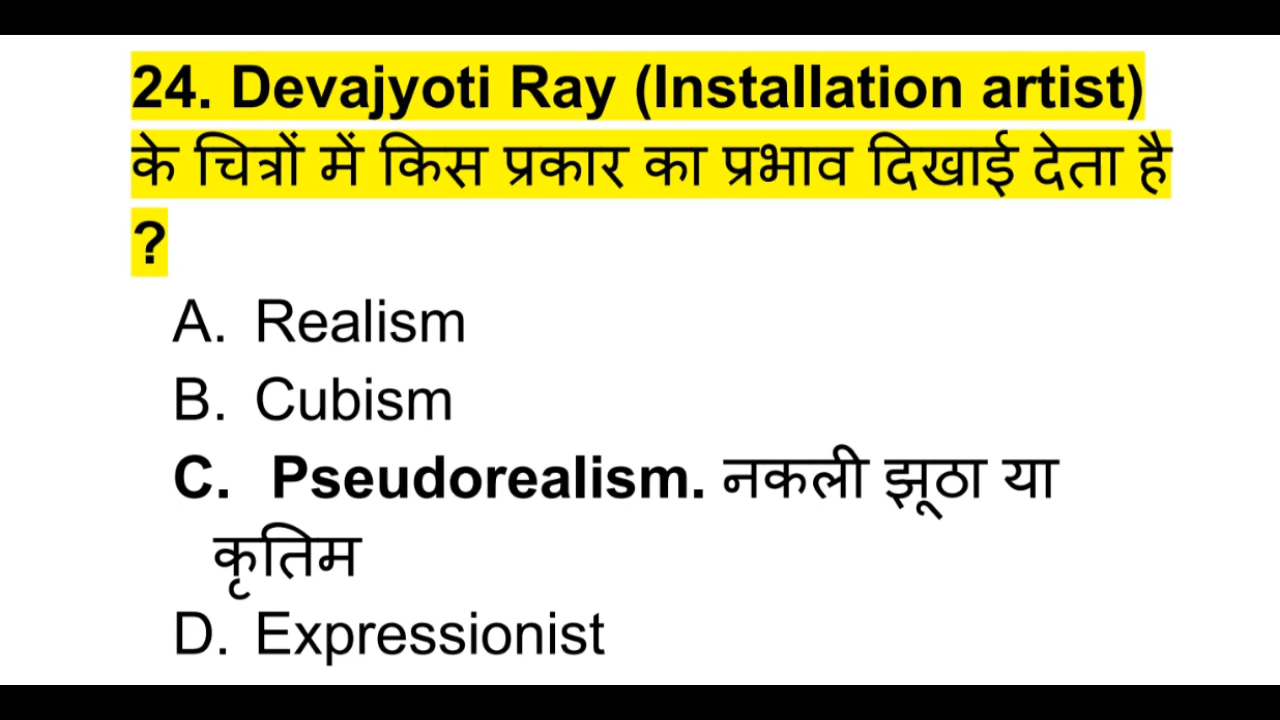 24. Devajyoti Ray (Installation artist)
के चित्रों में किस प्रकार का प्रभाव दिखाई देता है
?
A. Realism
B. Cubism
C. Pseudorealism. नकली झूठा या
कृतिम
D. Expressionist